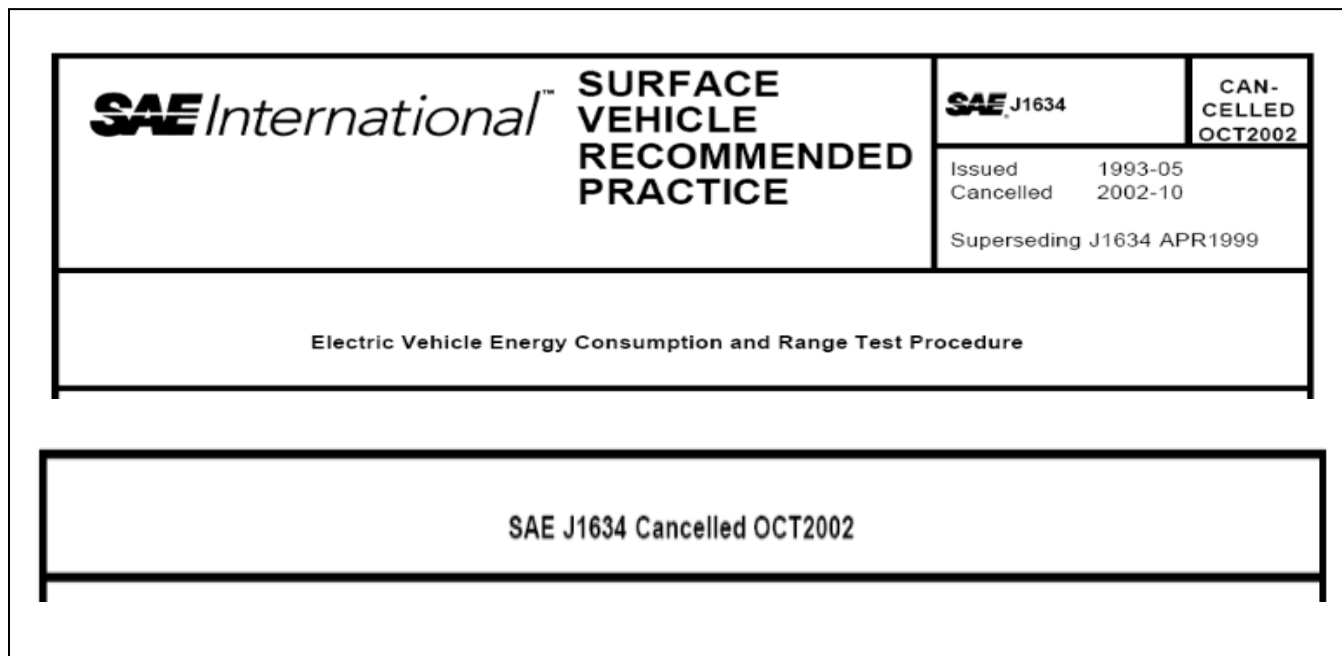 SAE International™
SURFACE
VEHICLE
RECOMMENDED
PRACTICE
SAE J1634
CAN-
CELLED
OCT2002
Issued 1993-05
Cancelled 2002-10
Superseding J1634 APR1999
Electric Vehicle Energy Consumption and Range Test Procedure
SAE J1634 Cancelled OCT2002